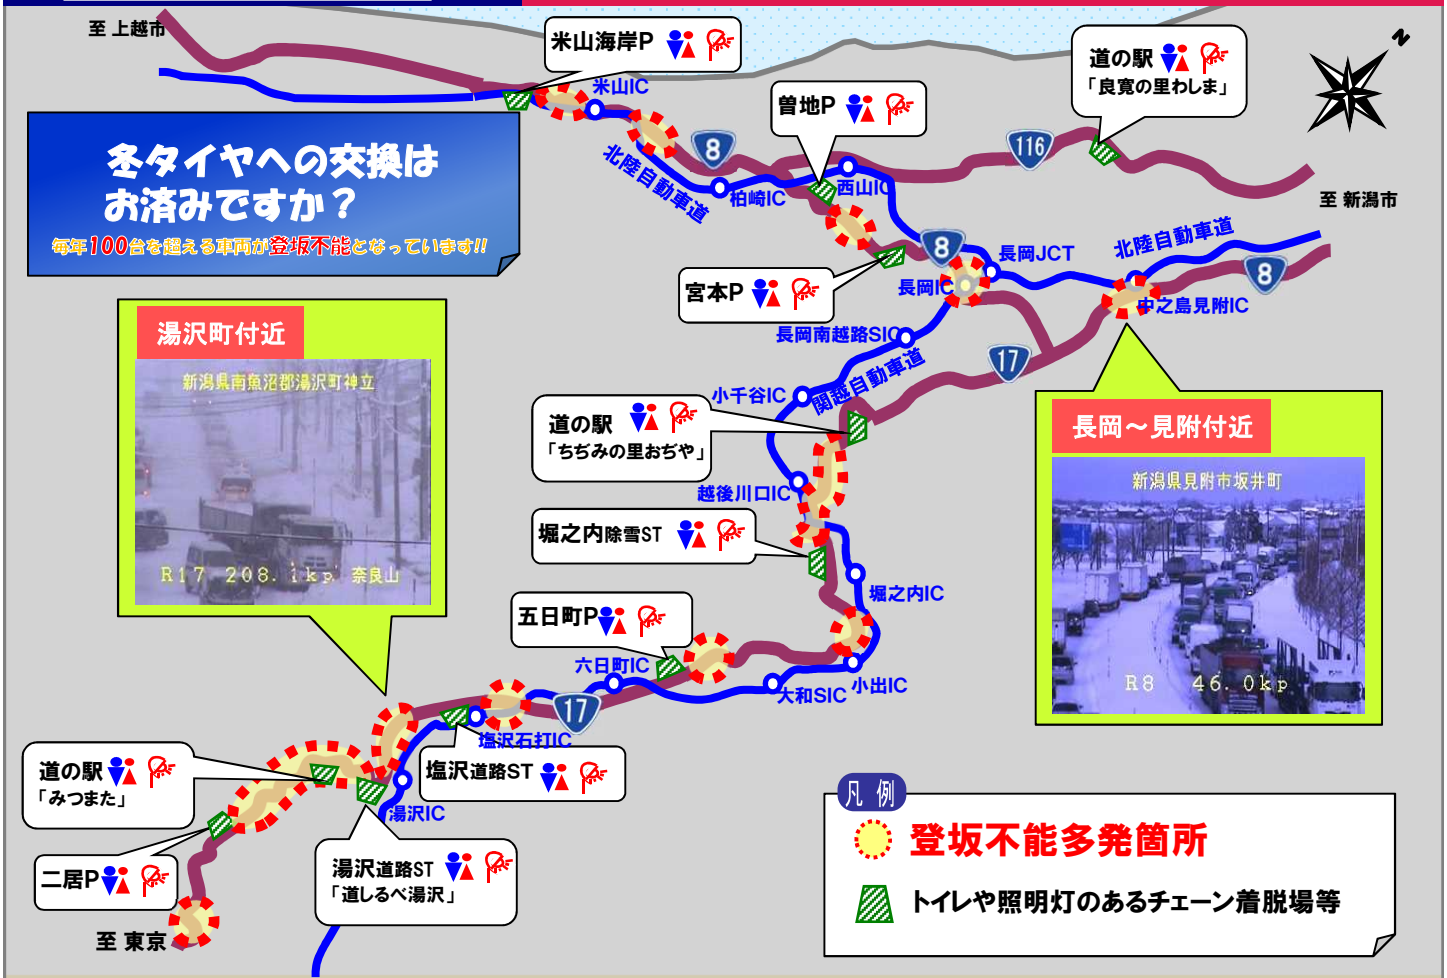 至 上越市
米山海岸P
道の駅
「良寛の里わしま」
N
米山IC
曽地P
冬タイヤへの交換は
お済みですか？
毎年100台を超える車両が登坂不能となっています!!
8
116
北陸自動車道
柏崎IC
西山IC
至 新潟市
宮本P
8
長岡JCT
北陸自動車道
8
長岡IC
中之島見附IC
長岡南越路SIC
関越自動車道
17
湯沢町付近
新潟県南魚沼郡湯沢町神立
R17 208.1kp 奈良山
小千谷IC
道の駅
「ちぢみの里おぢや」
長岡～見附付近
新潟県見附市坂井町
R8 46.0kp
越後川口IC
堀之内除雪ST
堀之内IC
五日町P
六日町IC
大和SIC
小出IC
17
塩沢石打IC
塩沢道路ST
道の駅
「みつまた」
湯沢IC
二居P
湯沢道路ST
「道しるべ湯沢」
至 東京
凡例
登坂不能多発箇所
トイレや照明灯のあるチェーン着脱場等